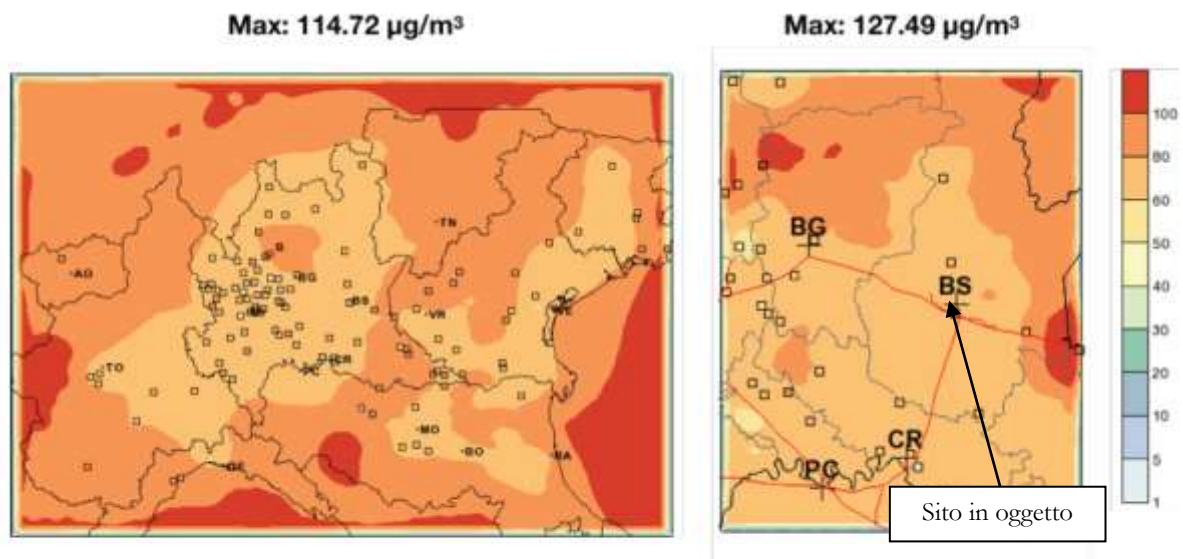 Max: 114.72 µg/m³
Max: 127.49 µg/m³
TN
AO
BG
BS
VR
VE
TO
CR
PC
MO
BO
RA
GE
BG
BS
CR
PC
Sito in oggetto
100
80
60
50
40
30
20
10
5
1